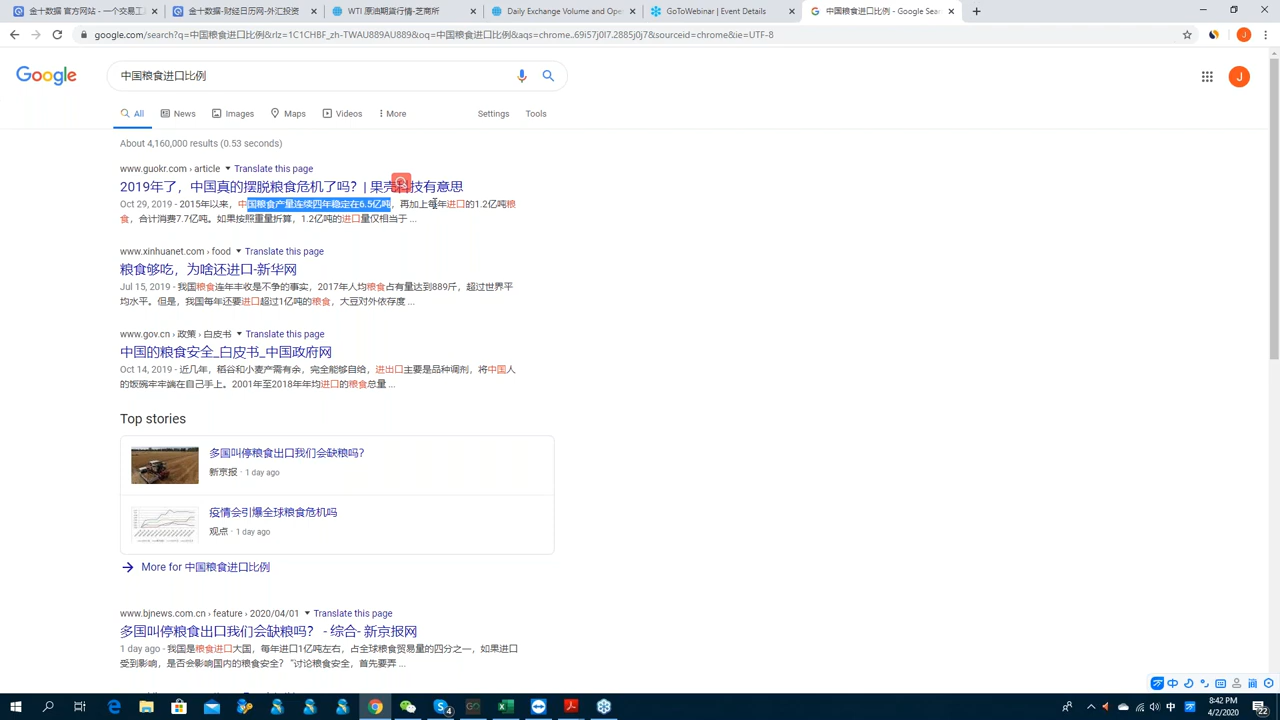 金十数据 官方网站 - 一个交易工
金十数据-财经日历网-外汇投资
WTI 原油期货行情-芝商所
Daily Exchange Volume and Ope
GoToWebinar | Event Details
中国粮食进口比例 - Google Sea
google.com/search?q=中国粮食进口比例&rlz=1C1CHBF_zh-TWAU889AU889&oq=中国粮食进口比例&aqs=chrome..69i57j0l7.2885j0j7&sourceid=chrome&ie=UTF-8
Google
中国粮食进口比例
All News Images Maps Videos More Settings Tools
About 4,160,000 results (0.53 seconds)
www.guokr.com › article Translate this page
2019年了，中国真的摆脱粮食危机了吗？| 果壳科技有意思
Oct 29, 2019 - 2015年以来，中国粮食产量连续四年稳定在6.5亿吨，再加上每年进口的1.2亿吨粮
食，合计消费7.7亿吨。如果按照重量折算，1.2亿吨的进口量仅相当于 ...
www.xinhuanet.com › food Translate this page
粮食够吃，为啥还进口-新华网
Jul 15, 2019 - 我国粮食连年丰收是不争的事实，2017年人均粮食占有量达到889斤，超过世界平
均水平。但是，我国每年还要进口超过1亿吨的粮食，大豆对外依存度 ...
www.gov.cn › 政策 › 白皮书 Translate this page
中国的粮食安全_白皮书_中国政府网
Oct 14, 2019 - 近几年，稻谷和小麦产需有余，完全能够自给，进出口主要是品种调剂，将中国人
的饭碗牢牢端在自己手上。2001年至2018年年均进口的粮食总量 ...
Top stories
多国叫停粮食出口我们会缺粮吗？
新京报 · 1 day ago
疫情会引爆全球粮食危机吗
观点 · 1 day ago
More for 中国粮食进口比例
www.bjnews.com.cn › feature › 2020/04/01 Translate this page
多国叫停粮食出口我们会缺粮吗？ - 综合- 新京报网
1 day ago - 我国是粮食进口大国，每年进口1亿吨左右，占全球粮食贸易量的四分之一，如果进口
受到影响，是否会影响国内的粮食安全？“讨论粮食安全，首先要弄 ...
8:42 PM
4/2/2020